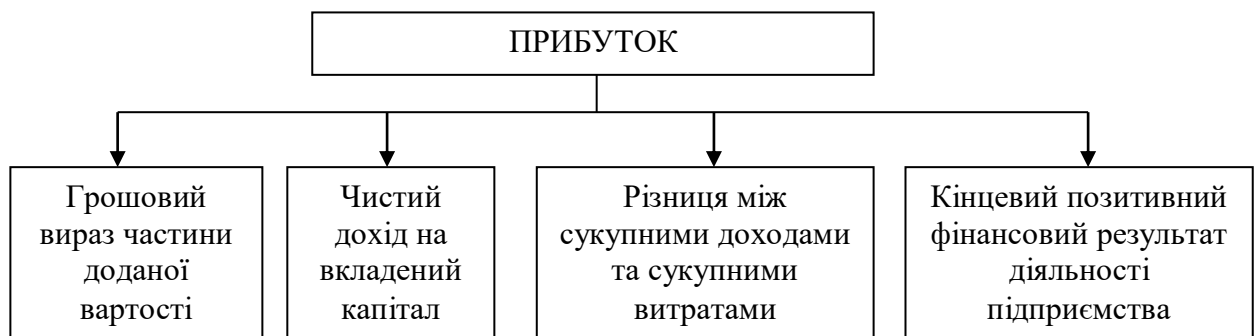 ПРИБУТОК
Грошовий
вираз частини
доданої
вартості
Чистий
дохід на
вкладений
капітал
Різниця між
сукупними доходами
та сукупними
витратами
Кінцевий позитивний
фінансовий результат
діяльності
підприємства